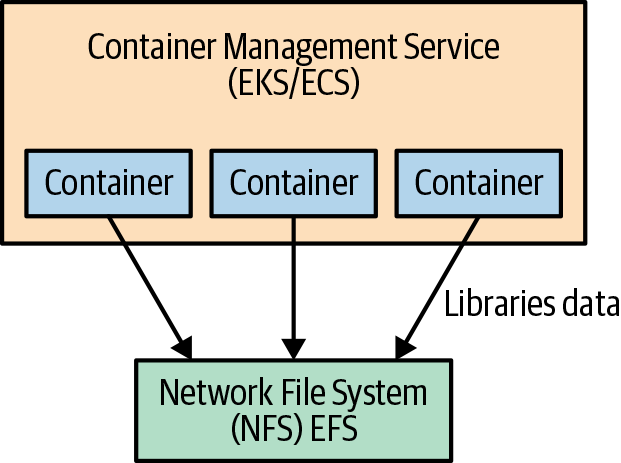 Container Management Service
(EKS/ECS)
Container
Container
Container
Libraries data
Network File System
(NFS) EFS